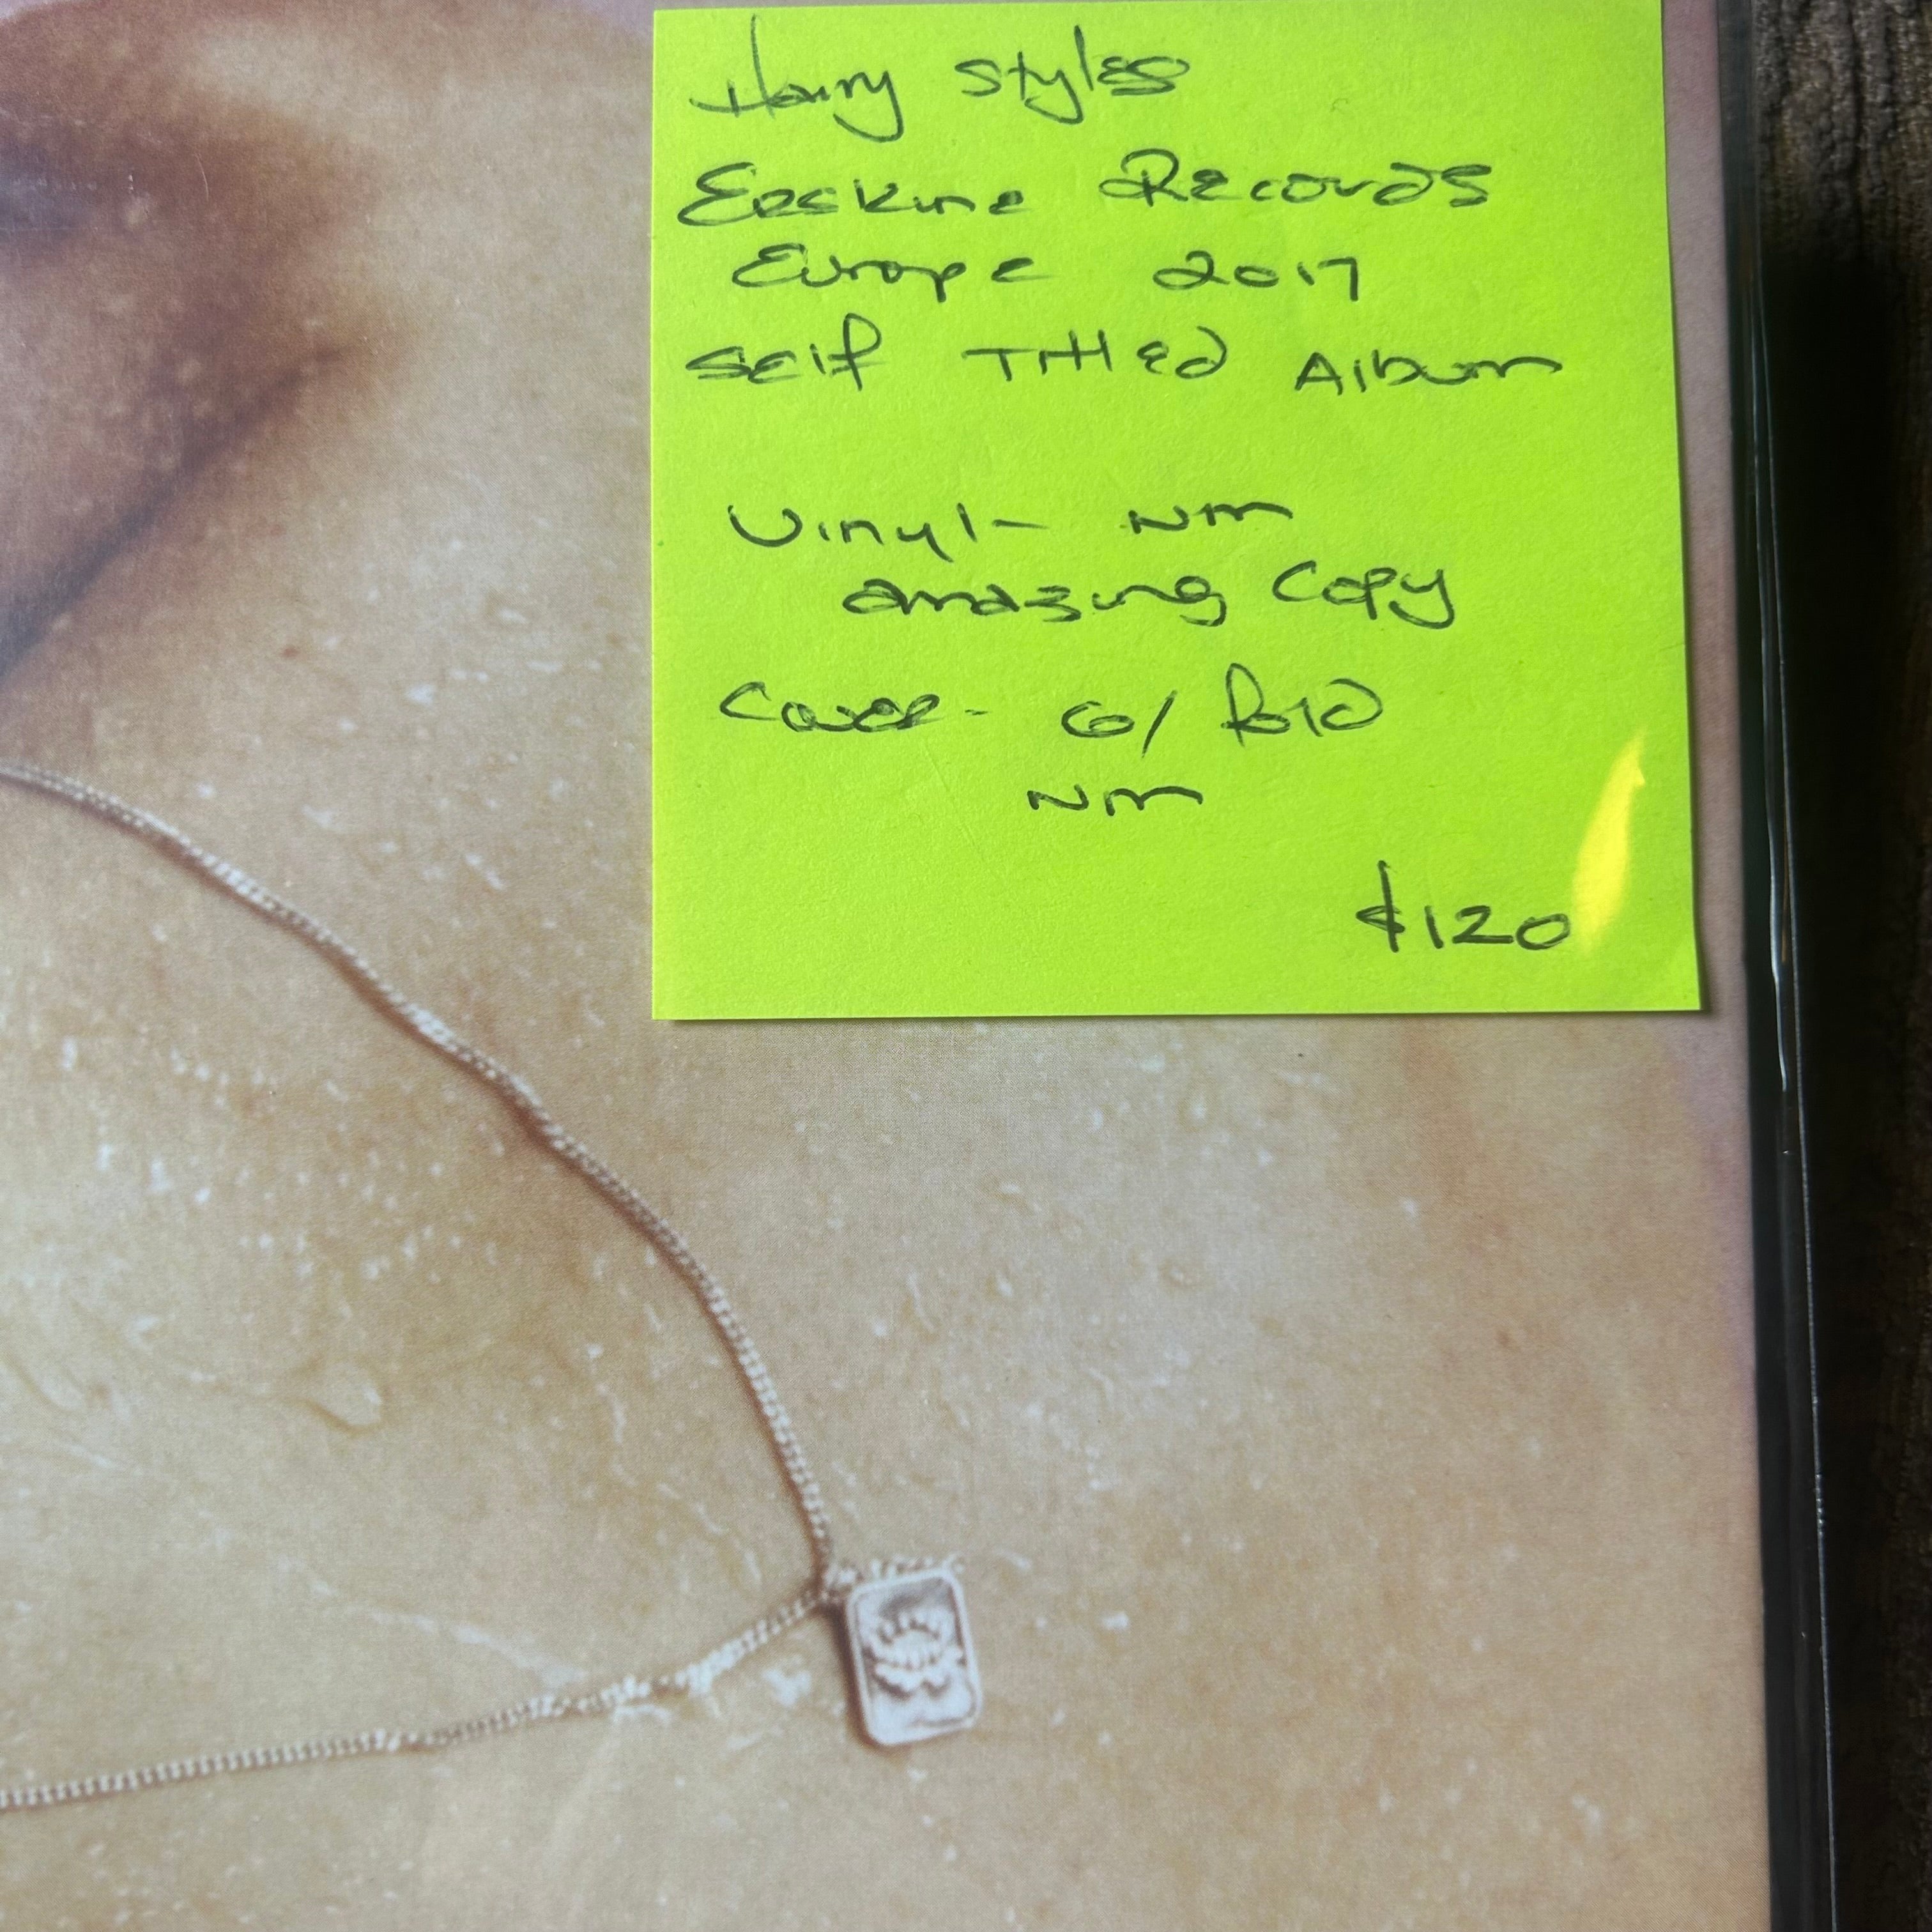 Harry Styles
Erskine Records
Europe 2017
Self Titled Album
Vinyl - NM
amazing Copy
Cover - G/Fold
NM
$120